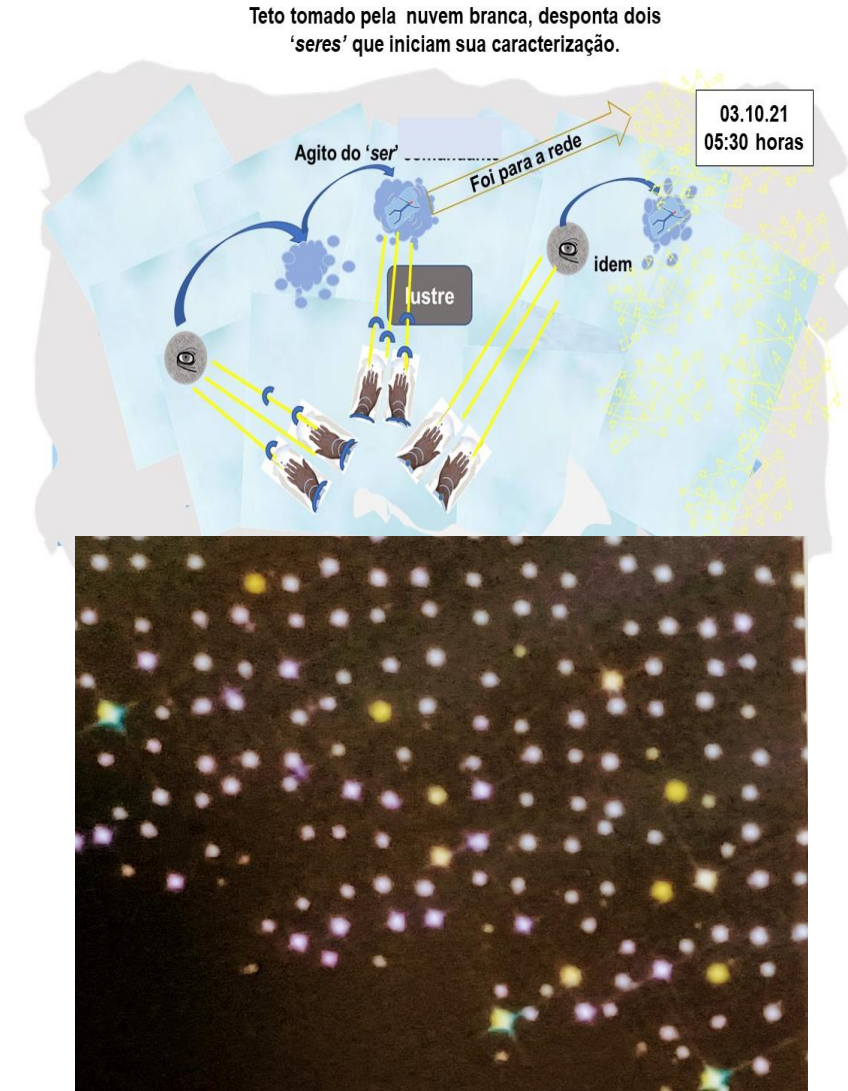 Teto tomado pela nuvem branca, desponta dois
‘seres’ que iniciam sua caracterização.
03.10.21
05:30 horas
Agito do ‘ser’
Foi para a rede
idem
lustre